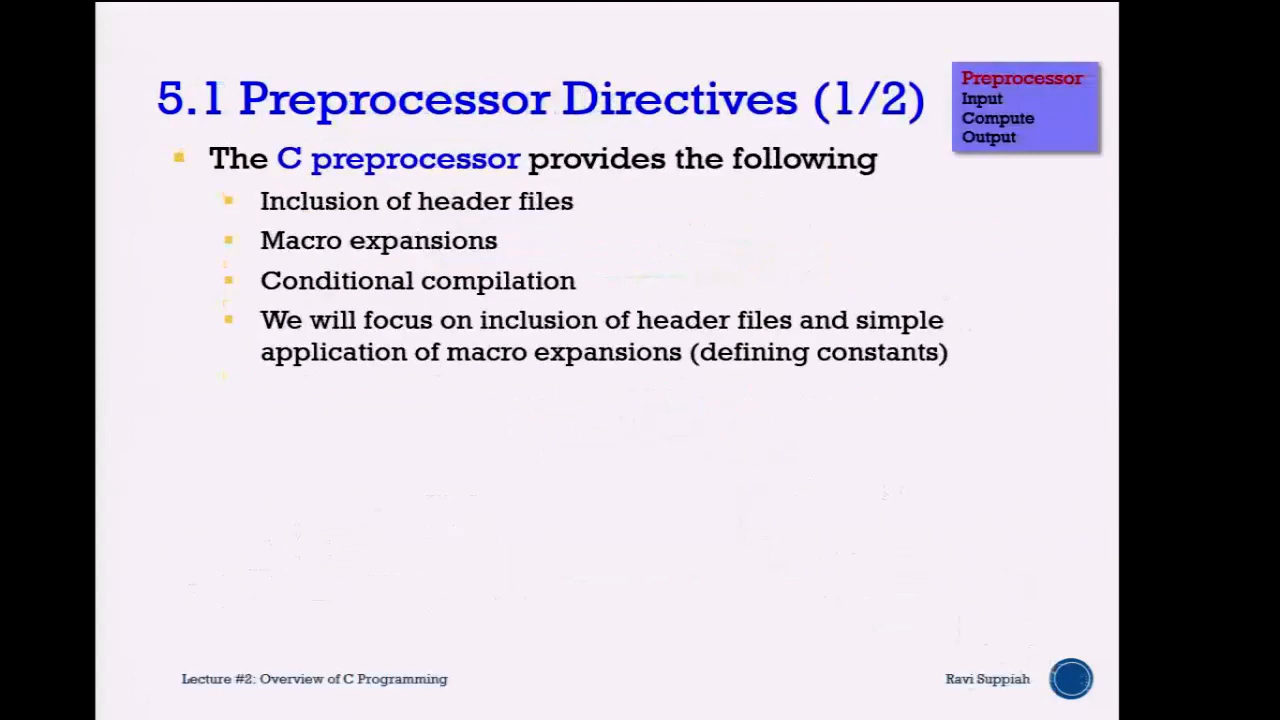 5.1 Preprocessor Directives (1/2)
Preprocessor
Input
Compute
Output
The C preprocessor provides the following
Inclusion of header files
Macro expansions
Conditional compilation
We will focus on inclusion of header files and simple
application of macro expansions (defining constants)
Lecture #2: Overview of C Programming
Ravi Suppiah